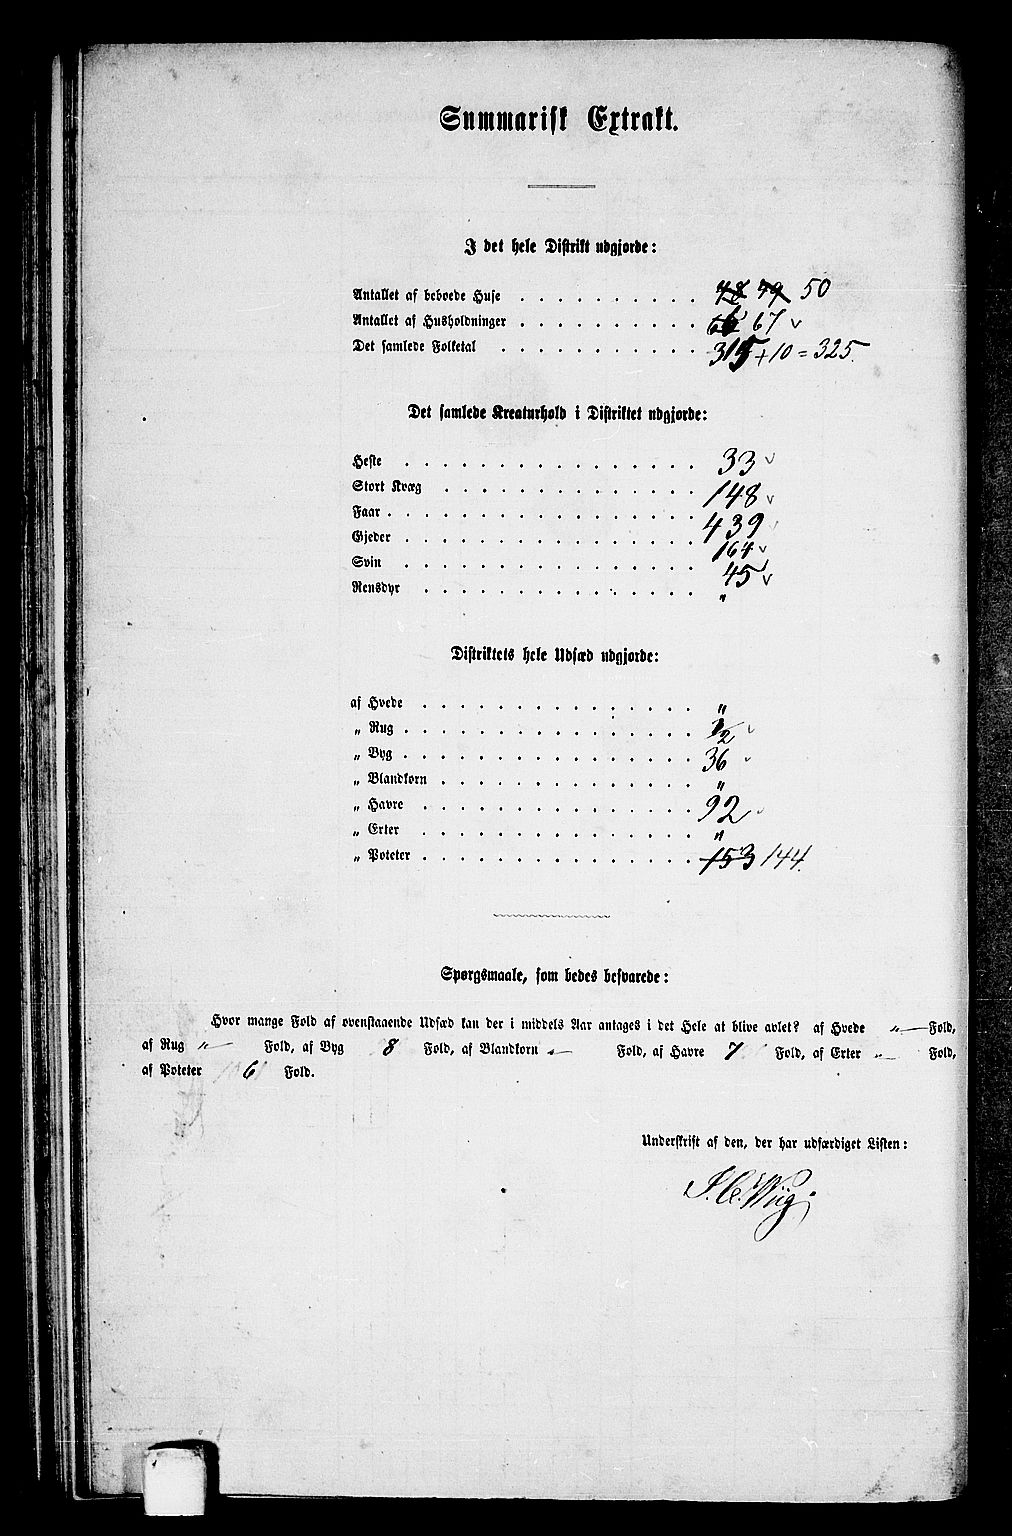 Summarisk Extrakt.
I det hele Distrikt udgjorde:
Antallet af beboede Huse . . . . . . . . . . 48 49 50
Antallet af Husholdninger . . . . . . . . . . 66 67 v
Det samlede Folketal . . . . . . . . . . . 315 + 10 = 325.
Det samlede Kreaturhold i Distriktet udgjorde:
Heste . . . . . . . . . . . . . . . . 33 v
Stort Kvæg . . . . . . . . . . . . . . 148 v
Faar . . . . . . . . . . . . . . . . . 439
Gjeder . . . . . . . . . . . . . . . . 164 v
Svin . . . . . . . . . . . . . . . . 45 v
Rensdyr . . . . . . . . . . . . . . . "
Distriktets hele Udsæd udgjorde:
af Hvede . . . . . . . . . . . . . . . "
„ Rug . . . . . . . . . . . . . . . . 1/2
„ Byg . . . . . . . . . . . . . . . . 36
„ Blandkorn . . . . . . . . . . . . . . "
„ Havre . . . . . . . . . . . . . . . 92
„ Erter . . . . . . . . . . . . . . . "
„ Poteter . . . . . . . . . . . . . . . 153 144.
Spørgsmaale, som bedes besvarede:
Hvor mange Fold af ovenstaaende Udsæd kan der i middels Aar antages i det Hele at blive avlet? af Hvede " — Fold,
af Rug " — Fold, af Byg 8 Fold, af Blandkorn " — Fold, af Havre 7 Fold, af Erter " — Fold,
af Poteter 6 Fold.
Underskrift af den, der har udfærdiget Listen:
J. C. Wiig.